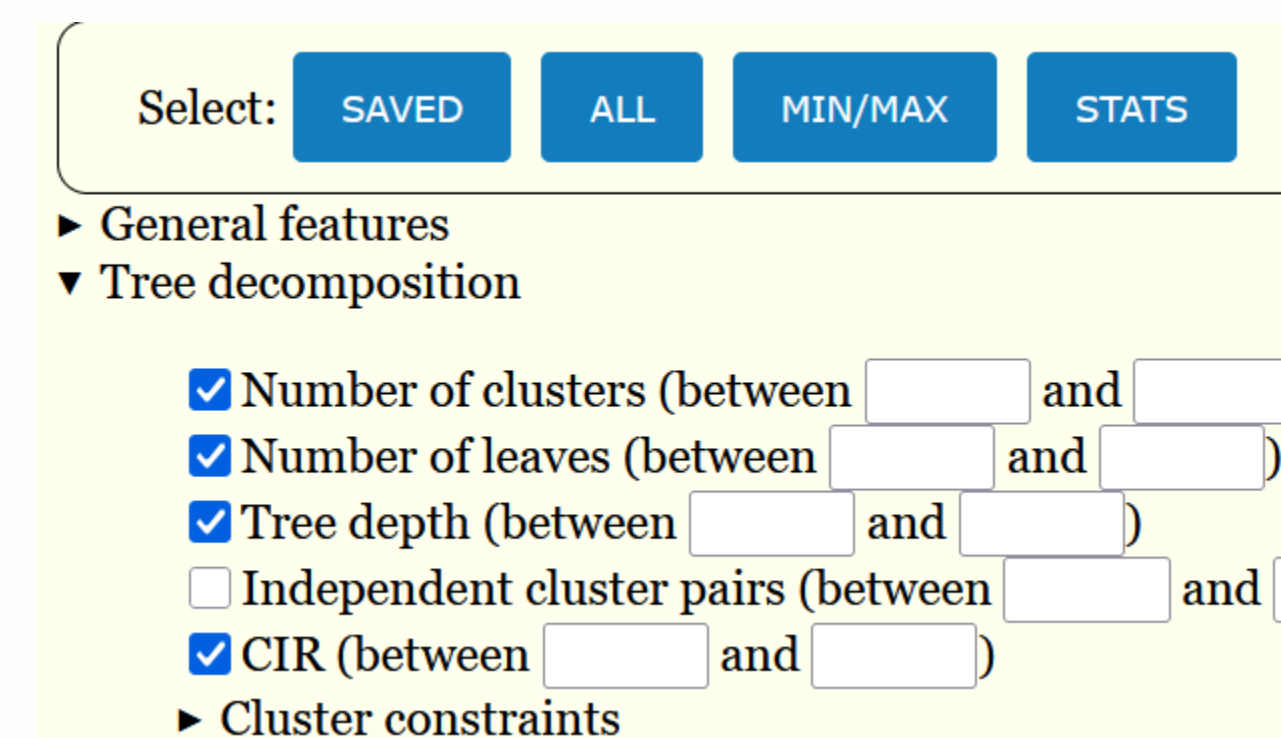 Select: SAVED ALL MIN/MAX STATS
General features
Tree decomposition
Number of clusters (between and
Number of leaves (between and )
Tree depth (between and )
Independent cluster pairs (between and
CIR (between and )
Cluster constraints